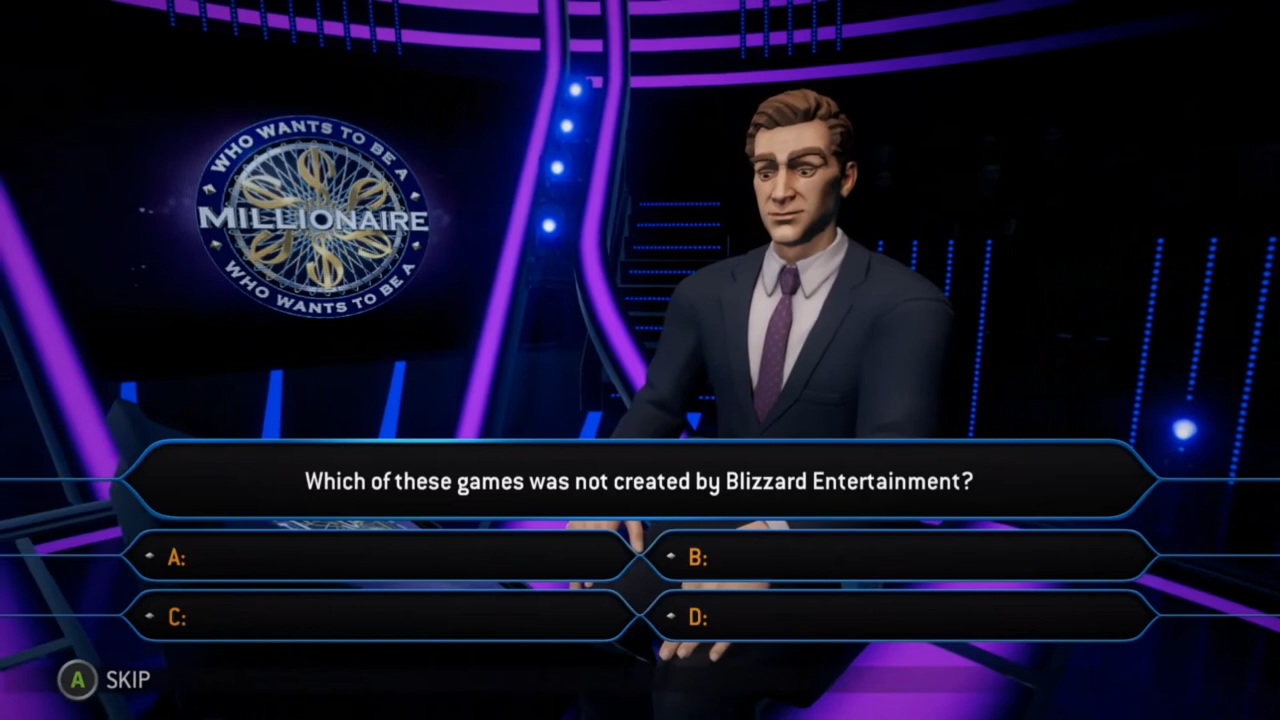 WHO WANTS TO BE A
MILLIONAIRE
WHO WANTS TO BE A
Which of these games was not created by Blizzard Entertainment?
A:
B:
C:
D:
A SKIP